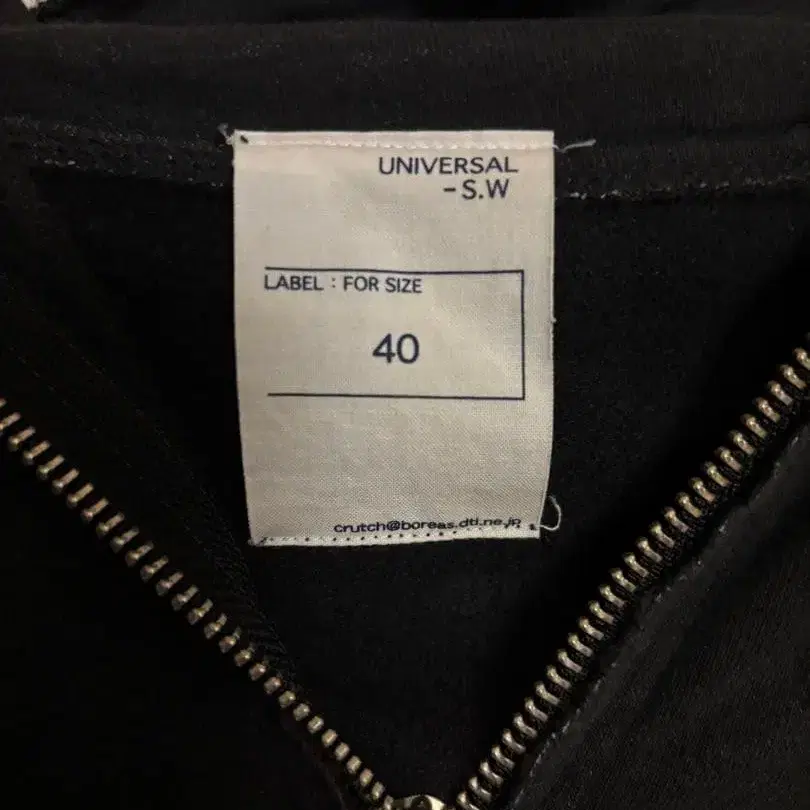 UNIVERSAL
-S.W
LABEL : FOR SIZE
40
crutch@boreas.dti.ne.jp